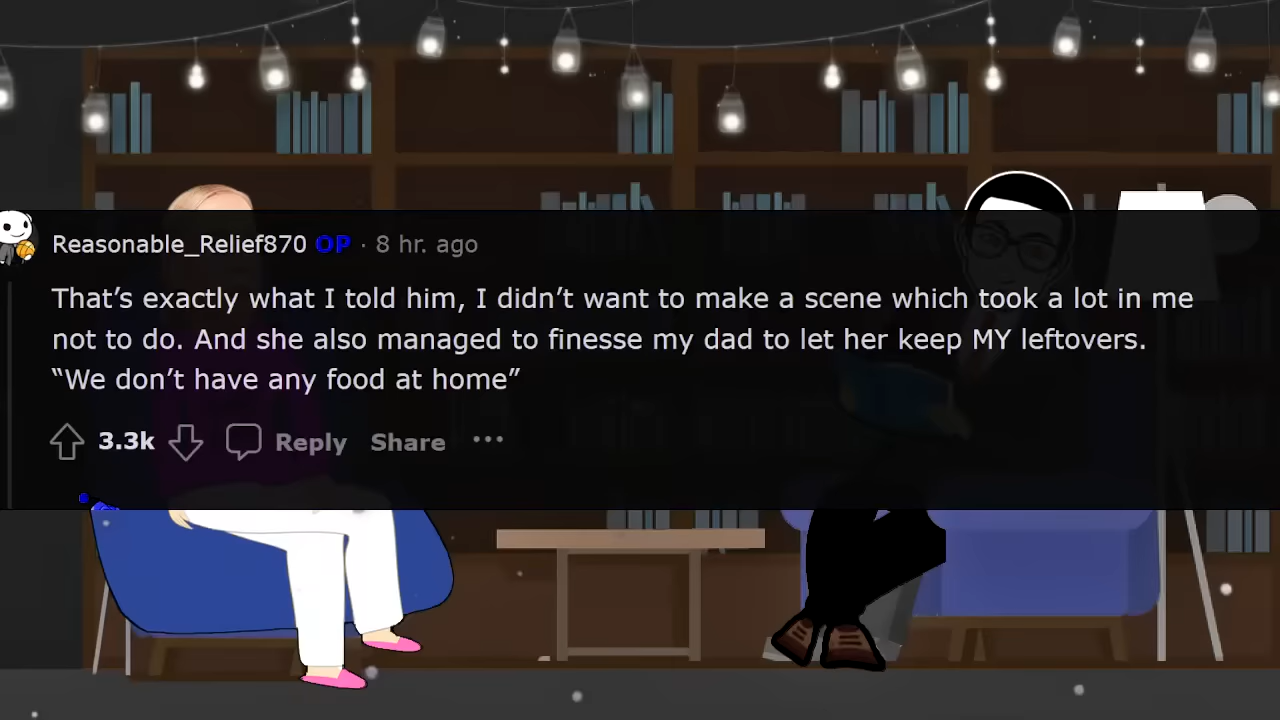 Reasonable_Relief870 OP · 8 hr. ago
That’s exactly what I told him, I didn’t want to make a scene which took a lot in me
not to do. And she also managed to finesse my dad to let her keep MY leftovers.
“We don’t have any food at home”
3.3k Reply Share ···